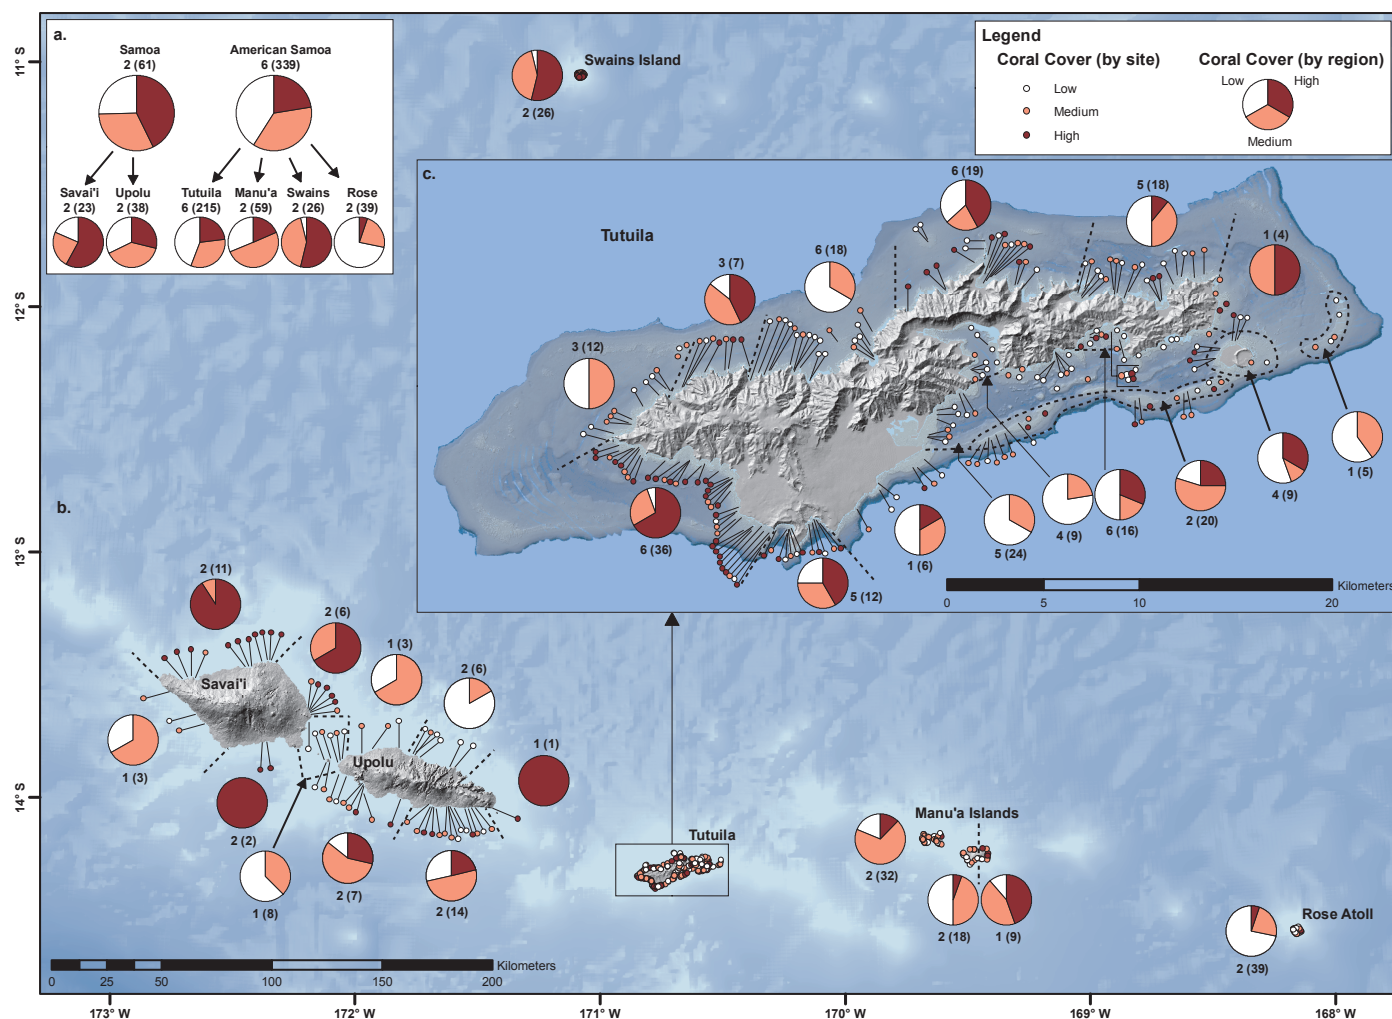 a.
Samoa
2 (61)
American Samoa
6 (339)
Savai'i
2 (23)
Upolu
2 (38)
Tutuila
6 (215)
Manu'a
2 (59)
Swains
2 (26)
Rose
2 (39)
Swains Island
2 (26)
Legend
Coral Cover (by site)
Low
Medium
High
Coral Cover (by region)
Low
High
Medium
c.
Tutuila
6 (19)
5 (18)
1 (4)
6 (18)
3 (7)
3 (12)
6 (36)
5 (12)
1 (6)
5 (24)
4 (9)
6 (16)
2 (20)
4 (9)
1 (5)
0
5
10
20
Kilometers
b.
2 (11)
2 (6)
1 (3)
2 (6)
1 (1)
Savai'i
Upolu
1 (3)
2 (2)
1 (8)
2 (7)
2 (14)
Tutuila
Manu'a Islands
2 (32)
2 (18)
1 (9)
Rose Atoll
2 (39)
0
25
50
100
150
200
Kilometers
11° S
12° S
13° S
14° S
173° W
172° W
171° W
170° W
169° W
168° W